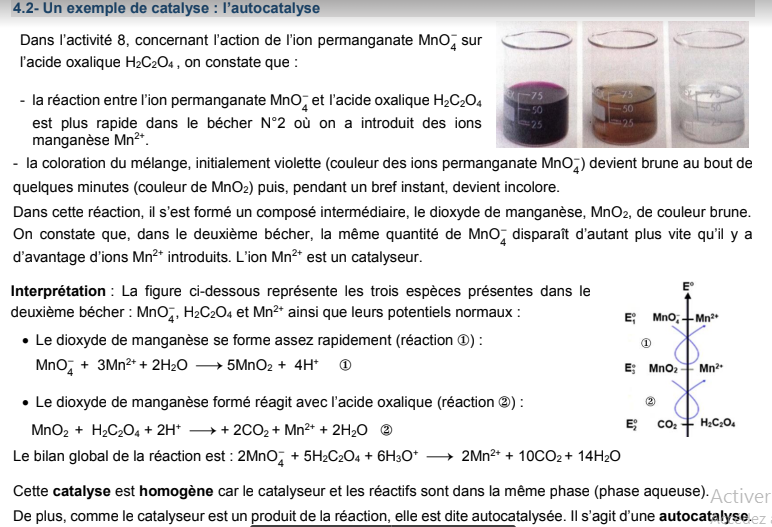 4.2- Un exemple de catalyse : l'autocatalyse
Dans l'activité 8, concernant l'action de l'ion permanganate MnO₄⁻ sur
l'acide oxalique H₂C₂O₄ , on constate que :
- la réaction entre l'ion permanganate MnO₄⁻ et l'acide oxalique H₂C₂O₄
est plus rapide dans le bécher N°2 où on a introduit des ions
manganèse Mn²⁺.
75
50
25
75
50
25
50
- la coloration du mélange, initialement violette (couleur des ions permanganate MnO₄⁻) devient brune au bout de
quelques minutes (couleur de MnO₂) puis, pendant un bref instant, devient incolore.
Dans cette réaction, il s'est formé un composé intermédiaire, le dioxyde de manganèse, MnO₂, de couleur brune.
On constate que, dans le deuxième bécher, la même quantité de MnO₄⁻ disparaît d'autant plus vite qu'il y a
d'avantage d'ions Mn²⁺ introduits. L'ion Mn²⁺ est un catalyseur.
Interprétation : La figure ci-dessous représente les trois espèces présentes dans le
deuxième bécher : MnO₄⁻, H₂C₂O₄ et Mn²⁺ ainsi que leurs potentiels normaux :
• Le dioxyde de manganèse se forme assez rapidement (réaction ①) :
MnO₄⁻ + 3Mn²⁺ + 2H₂O ⟶ 5MnO₂ + 4H⁺ ①
• Le dioxyde de manganèse formé réagit avec l'acide oxalique (réaction ②) :
MnO₂ + H₂C₂O₄ + 2H⁺ ⟶ + 2CO₂ + Mn²⁺ + 2H₂O ②
E°
E°₁ MnO₄⁻ Mn²⁺
①
E°₃ MnO₂ Mn²⁺
②
E°₂ CO₂ H₂C₂O₄
Le bilan global de la réaction est : 2MnO₄⁻ + 5H₂C₂O₄ + 6H₃O⁺ ⟶ 2Mn²⁺ + 10CO₂ + 14H₂O
Cette catalyse est homogène car le catalyseur et les réactifs sont dans la même phase (phase aqueuse).
De plus, comme le catalyseur est un produit de la réaction, elle est dite autocatalysée. Il s'agit d'une autocatalyse
Activer